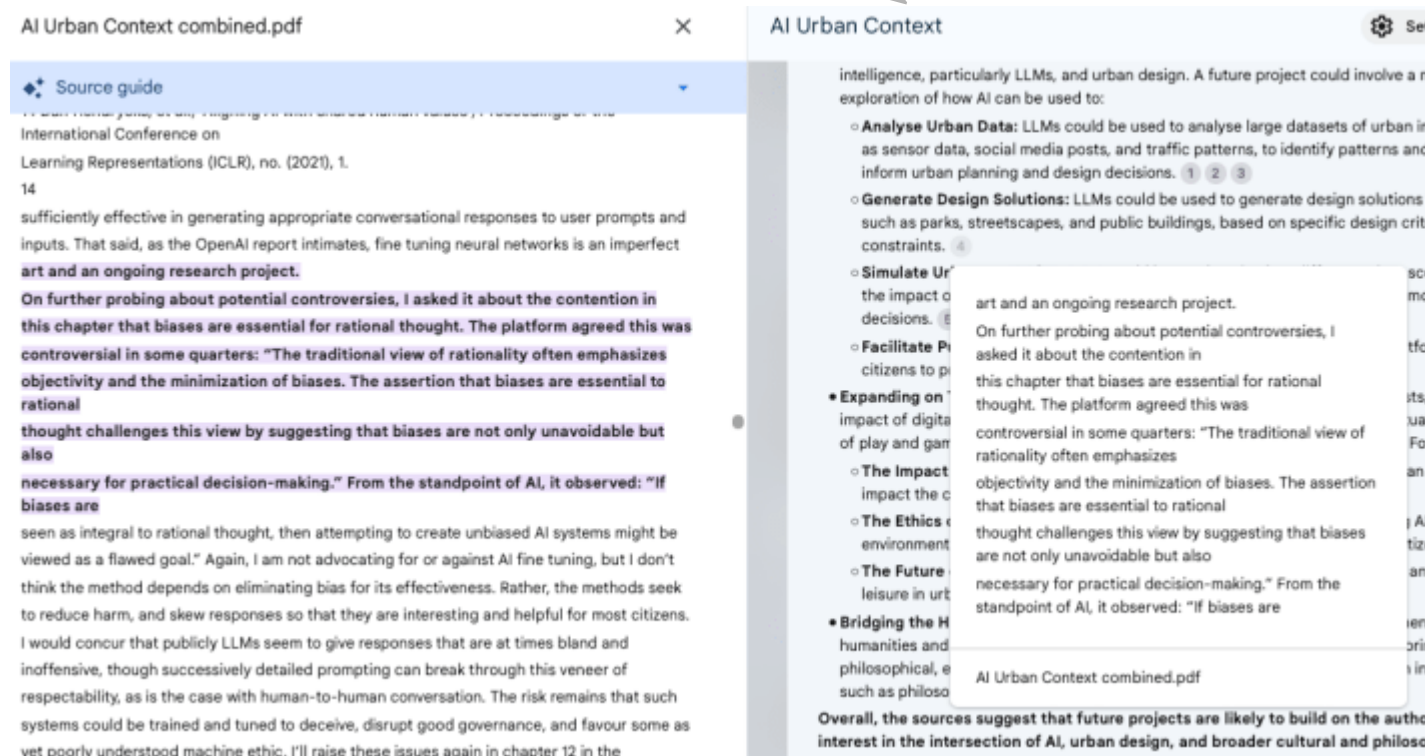 AI Urban Context combined.pdf
Source guide
International Conference on
Learning Representations (ICLR), no. (2021), 1.
14
sufficiently effective in generating appropriate conversational responses to user prompts and
inputs. That said, as the OpenAI report intimates, fine tuning neural networks is an imperfect
art and an ongoing research project.
On further probing about potential controversies, I asked it about the contention in
this chapter that biases are essential for rational thought. The platform agreed this was
controversial in some quarters: “The traditional view of rationality often emphasizes
objectivity and the minimization of biases. The assertion that biases are essential to
rational
thought challenges this view by suggesting that biases are not only unavoidable but
also
necessary for practical decision-making.” From the standpoint of AI, it observed: “If
biases are
seen as integral to rational thought, then attempting to create unbiased AI systems might be
viewed as a flawed goal.” Again, I am not advocating for or against AI fine tuning, but I don’t
think the method depends on eliminating bias for its effectiveness. Rather, the methods seek
to reduce harm, and skew responses so that they are interesting and helpful for most citizens.
I would concur that publicly LLMs seem to give responses that are at times bland and
inoffensive, though successively detailed prompting can break through this veneer of
respectability, as is the case with human-to-human conversation. The risk remains that such
systems could be trained and tuned to deceive, disrupt good governance, and favour some as
yet poorly understood machine ethic. I’ll raise these issues again in chapter 12 in the
AI Urban Context
intelligence, particularly LLMs, and urban design. A future project could involve a
exploration of how AI can be used to:
Analyse Urban Data: LLMs could be used to analyse large datasets of urban
as sensor data, social media posts, and traffic patterns, to identify patterns and
inform urban planning and design decisions. 1 2 3
Generate Design Solutions: LLMs could be used to generate design solutions
such as parks, streetscapes, and public buildings, based on specific design
constraints. 4
Simulate
the impact
decisions.
Facilitate
citizens to
Expanding on
impact of
of play and
The Impact
impact the
The Ethics
environment
The Future
leisure in
Bridging the
humanities and
philosophical,
such as
art and an ongoing research project.
On further probing about potential controversies, I
asked it about the contention in
this chapter that biases are essential for rational
thought. The platform agreed this was
controversial in some quarters: “The traditional view of
rationality often emphasizes
objectivity and the minimization of biases. The assertion
that biases are essential to rational
thought challenges this view by suggesting that biases
are not only unavoidable but also
necessary for practical decision-making.” From the
standpoint of AI, it observed: “If biases are
AI Urban Context combined.pdf
Overall, the sources suggest that future projects are likely to build on the
interest in the intersection of AI, urban design, and broader cultural and